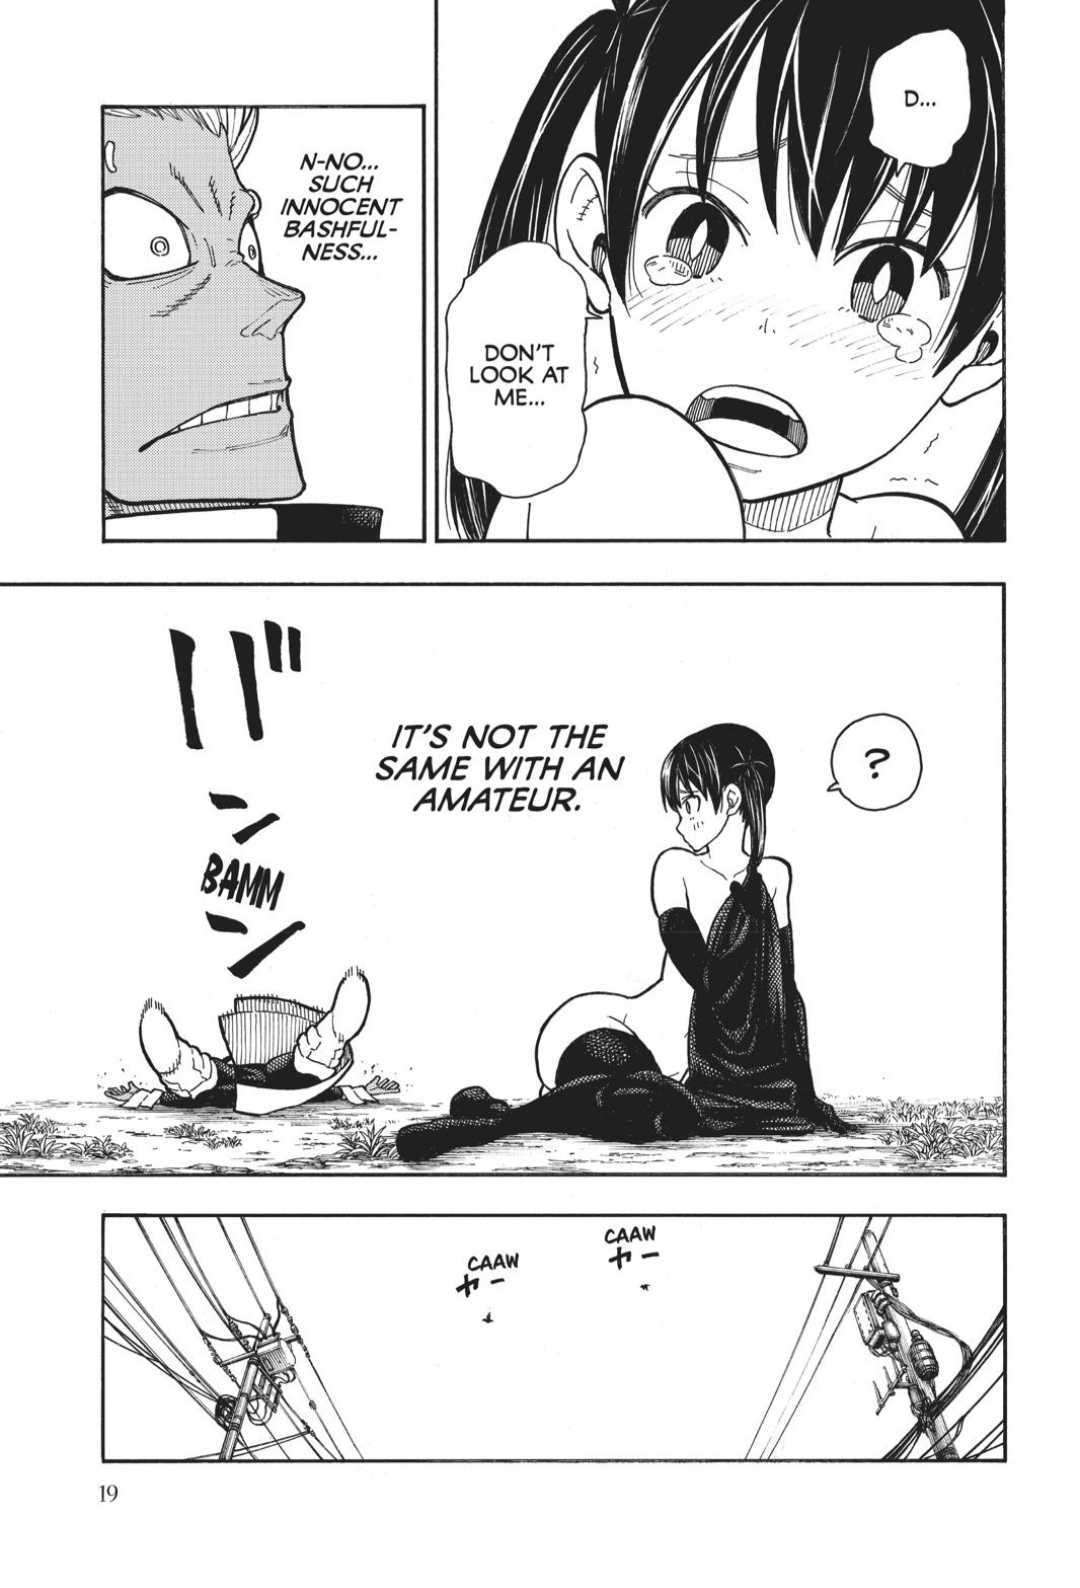 D...
DON'T
LOOK AT
ME...
N-NO...
SUCH
INNOCENT
BASHFUL-
NESS...
?
IT'S NOT THE
SAME WITH AN
AMATEUR.
バンン
BAMM
CAAW
カー
CAAW
カー
19